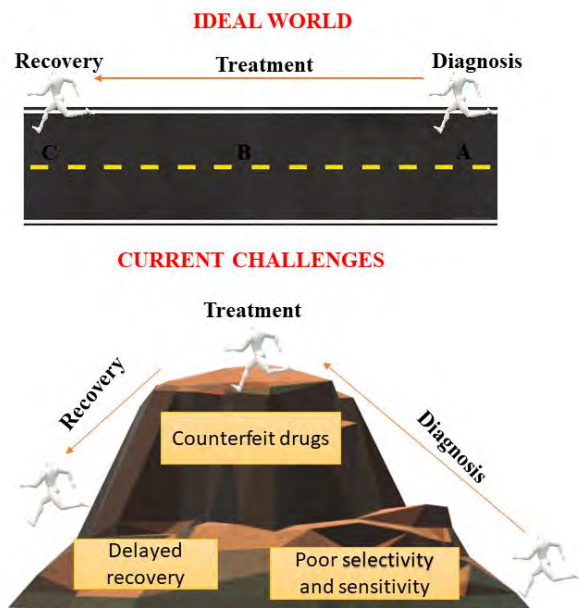 IDEAL WORLD
Recovery
Treatment
Diagnosis
C
B
A
CURRENT CHALLENGES
Treatment
Recovery
Diagnosis
Counterfeit drugs
Delayed
recovery
Poor selectivity
and sensitivity